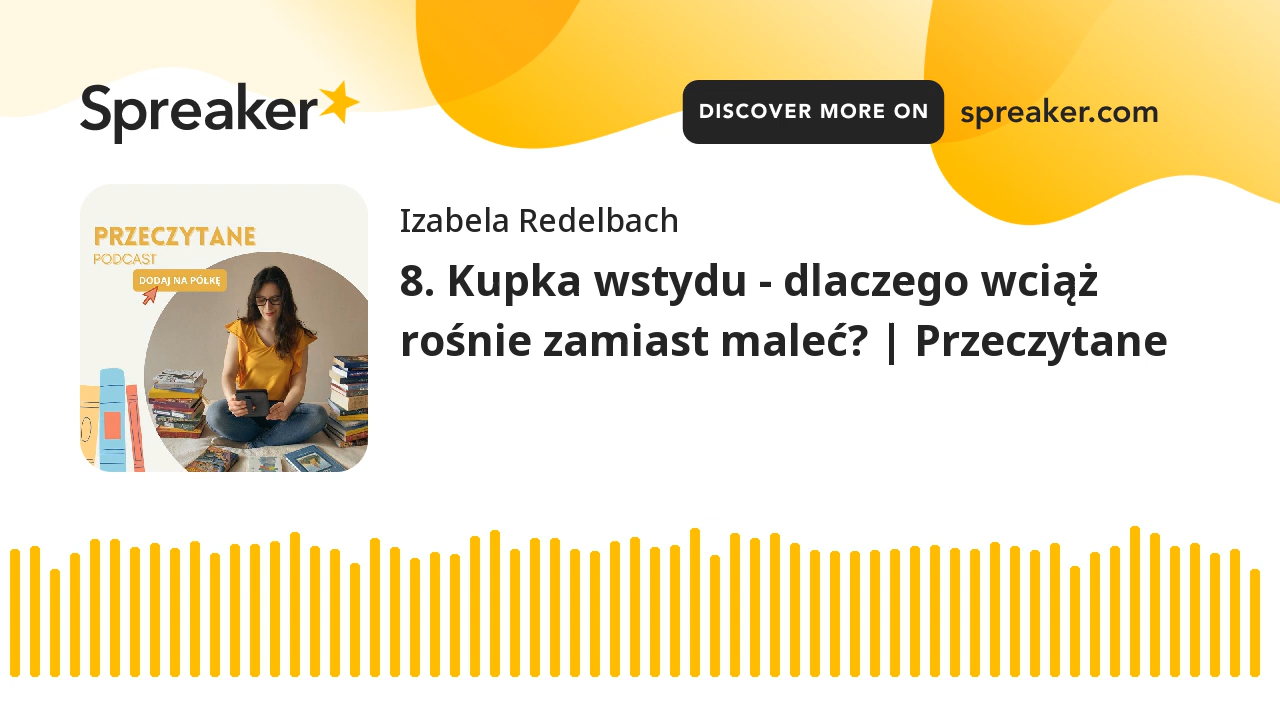 Spreaker
DISCOVER MORE ON
spreaker.com
PRZECZYTANE
PODCAST
DODAJ NA PÓŁKĘ
Izabela Redelbach
8. Kupka wstydu - dlaczego wciąż
rośnie zamiast maleć? | Przeczytane